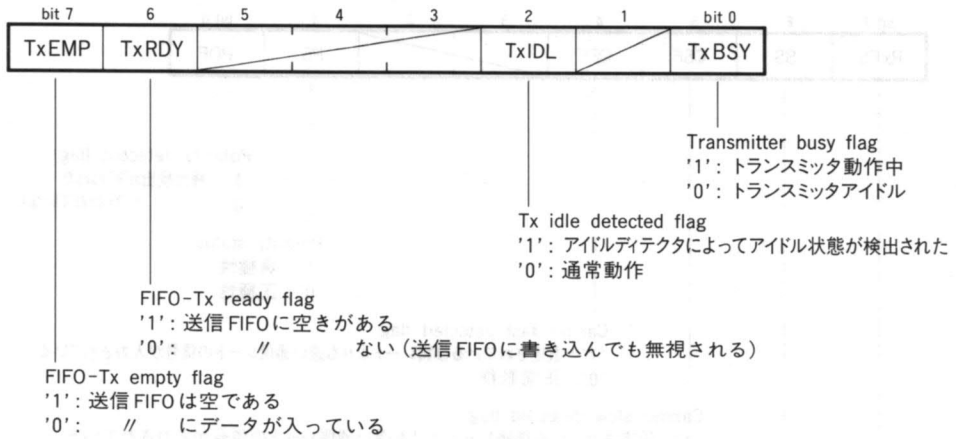 bit 7 6 5 4 3 2 1 bit 0
TxEMP TxRDY TxIDL TxBSY
Transmitter busy flag
'1': トランスミッタ動作中
'0': トランスミッタアイドル
Tx idle detected flag
'1': アイドルディテクタによってアイドル状態が検出された
'0': 通常動作
FIFO-Tx ready flag
'1': 送信FIFOに空きがある
'0': 〃 ない（送信FIFOに書き込んでも無視される）
FIFO-Tx empty flag
'1': 送信FIFOは空である
'0': 〃 にデータが入っている